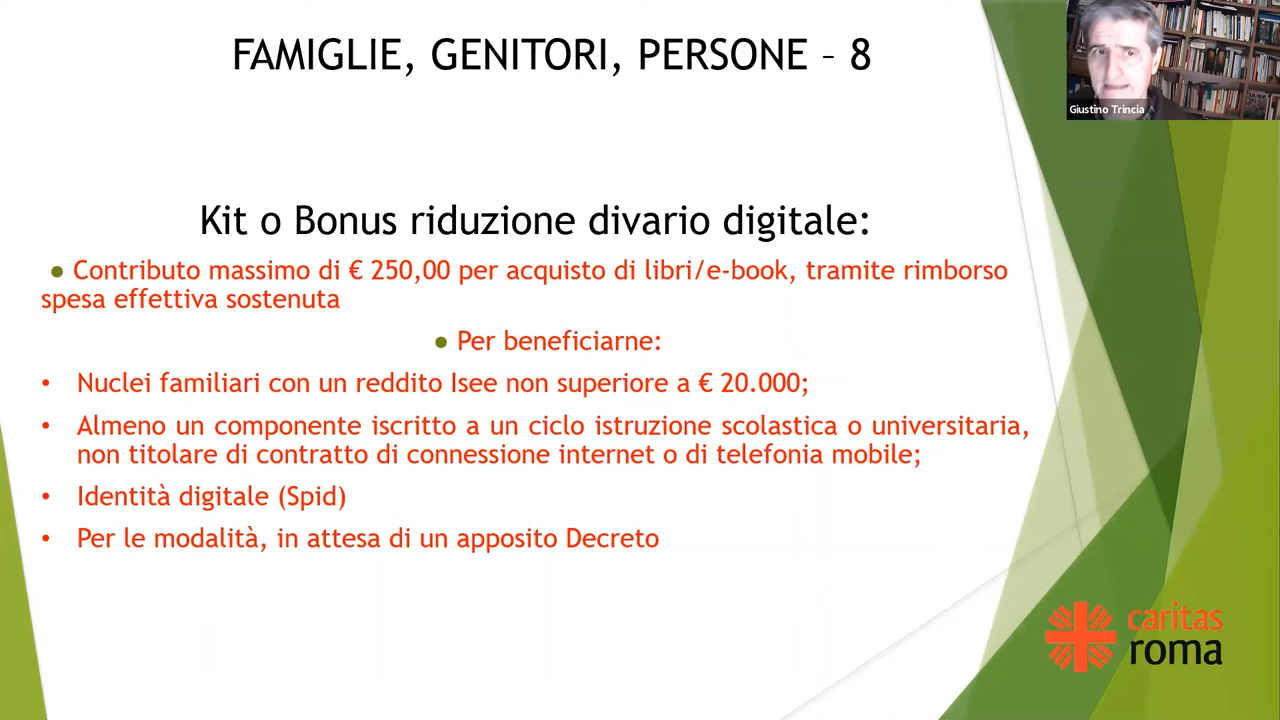 FAMIGLIE, GENITORI, PERSONE – 8
Giustino Trincia
Kit o Bonus riduzione divario digitale:
● Contributo massimo di € 250,00 per acquisto di libri/e-book, tramite rimborso
spesa effettiva sostenuta
● Per beneficiarne:
• Nuclei familiari con un reddito Isee non superiore a € 20.000;
• Almeno un componente iscritto a un ciclo istruzione scolastica o universitaria,
non titolare di contratto di connessione internet o di telefonia mobile;
• Identità digitale (Spid)
• Per le modalità, in attesa di un apposito Decreto
caritas
roma